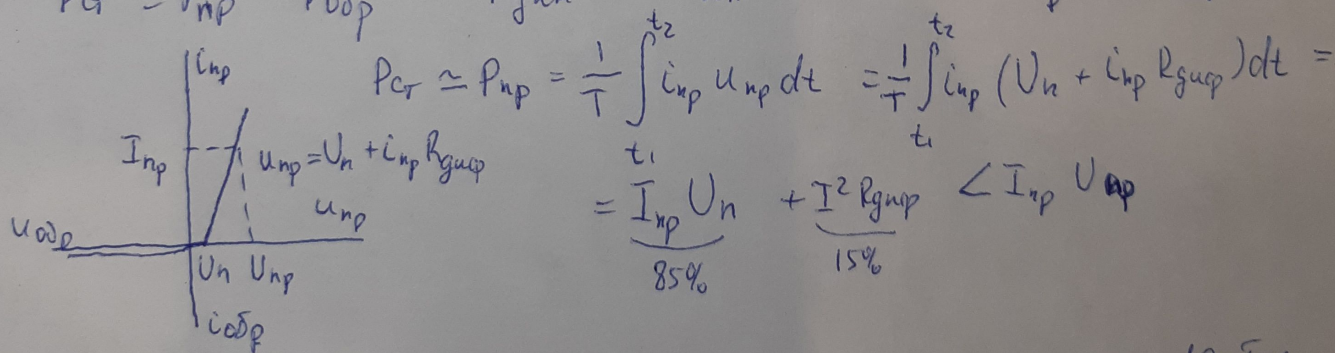 i_пр
P_ст ≃ P_пр = 1/T ∫_{t₁}^{t₂} i_пр u_пр dt = 1/T ∫_{t₁}^{t₂} i_пр (U_п + i_пр R_диф) dt =
I_пр
u_пр = U_п + i_пр R_диф
= I_пр U_п + I² R_диф < I_пр U_пр
85% 15%
u_пр
u_обр
U_п U_пр
i_обр